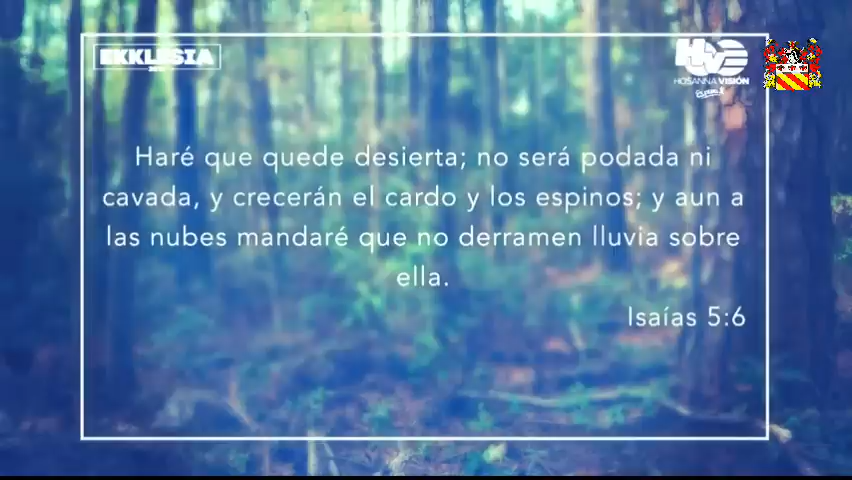 EKKLESIA
HOSANNA VISIÓN
Haré que quede desierta; no será podada ni
cavada, y crecerán el cardo y los espinos; y aun a
las nubes mandaré que no derramen lluvia sobre
ella.
Isaías 5:6